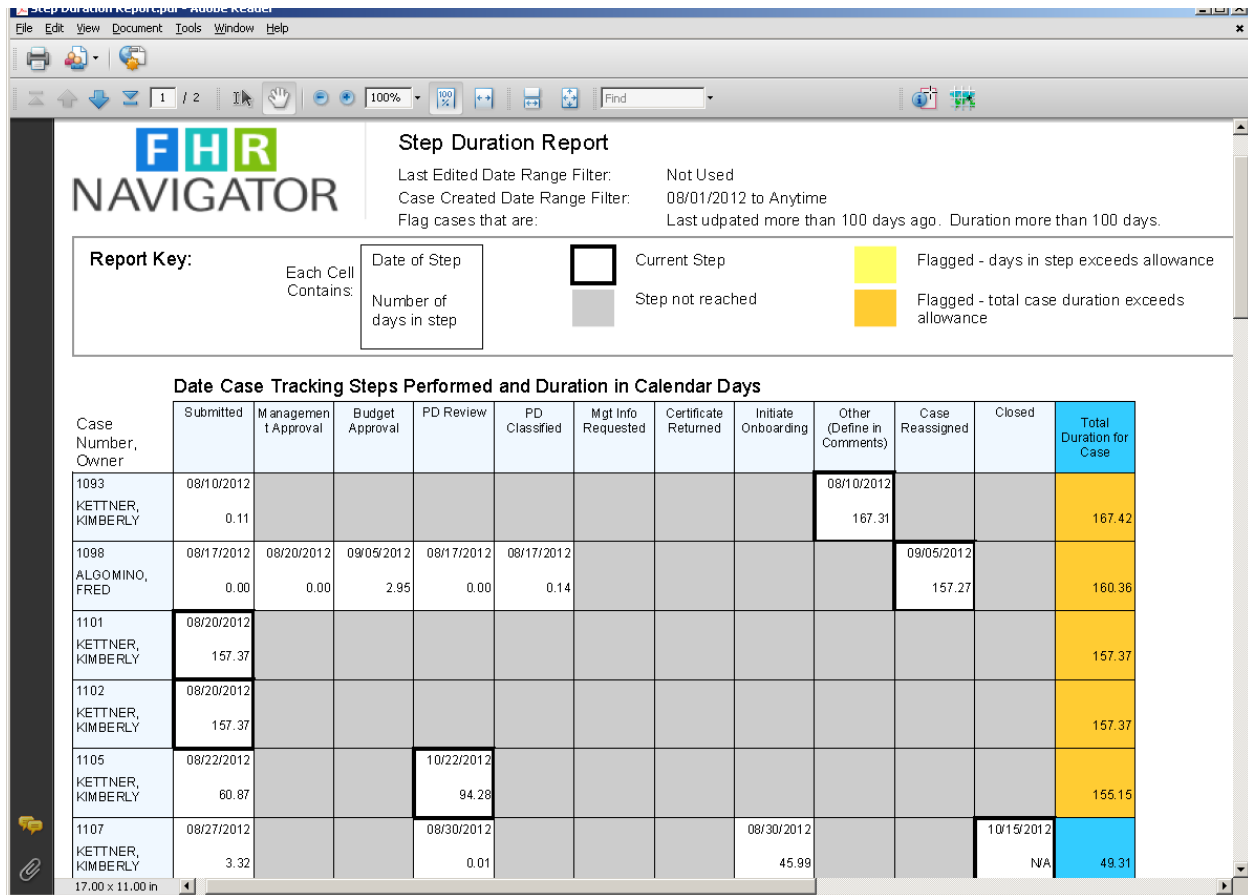 Step Duration Report.pdf - Adobe Reader
File Edit View Document Tools Window Help
1 / 2 100% Find
FHR
NAVIGATOR
Step Duration Report
Last Edited Date Range Filter: Not Used
Case Created Date Range Filter: 08/01/2012 to Anytime
Flag cases that are: Last udpated more than 100 days ago. Duration more than 100 days.
Report Key:
Each Cell
Contains:
Date of Step
Number of
days in step
Current Step
Step not reached
Flagged - days in step exceeds allowance
Flagged - total case duration exceeds
allowance
Date Case Tracking Steps Performed and Duration in Calendar Days
Case
Number,
Owner
Submitted
Managemen
t Approval
Budget
Approval
PD Review
PD
Classified
Mgt Info
Requested
Certificate
Returned
Initiate
Onboarding
Other
(Define in
Comments)
Case
Reassigned
Closed
Total
Duration for
Case
1093 08/10/2012 08/10/2012
KETTNER,
KIMBERLY 0.11 167.31 167.42
1098 08/17/2012 08/20/2012 09/05/2012 08/17/2012 08/17/2012 09/05/2012
ALGOMINO,
FRED 0.00 0.00 2.95 0.00 0.14 157.27 160.36
1101 08/20/2012
KETTNER,
KIMBERLY 157.37 157.37
1102 08/20/2012
KETTNER,
KIMBERLY 157.37 157.37
1105 08/22/2012 10/22/2012
KETTNER,
KIMBERLY 60.87 94.28 155.15
1107 08/27/2012 08/30/2012 08/30/2012 10/15/2012
KETTNER,
KIMBERLY 3.32 0.01 45.99 N/A 49.31
17.00 x 11.00 in